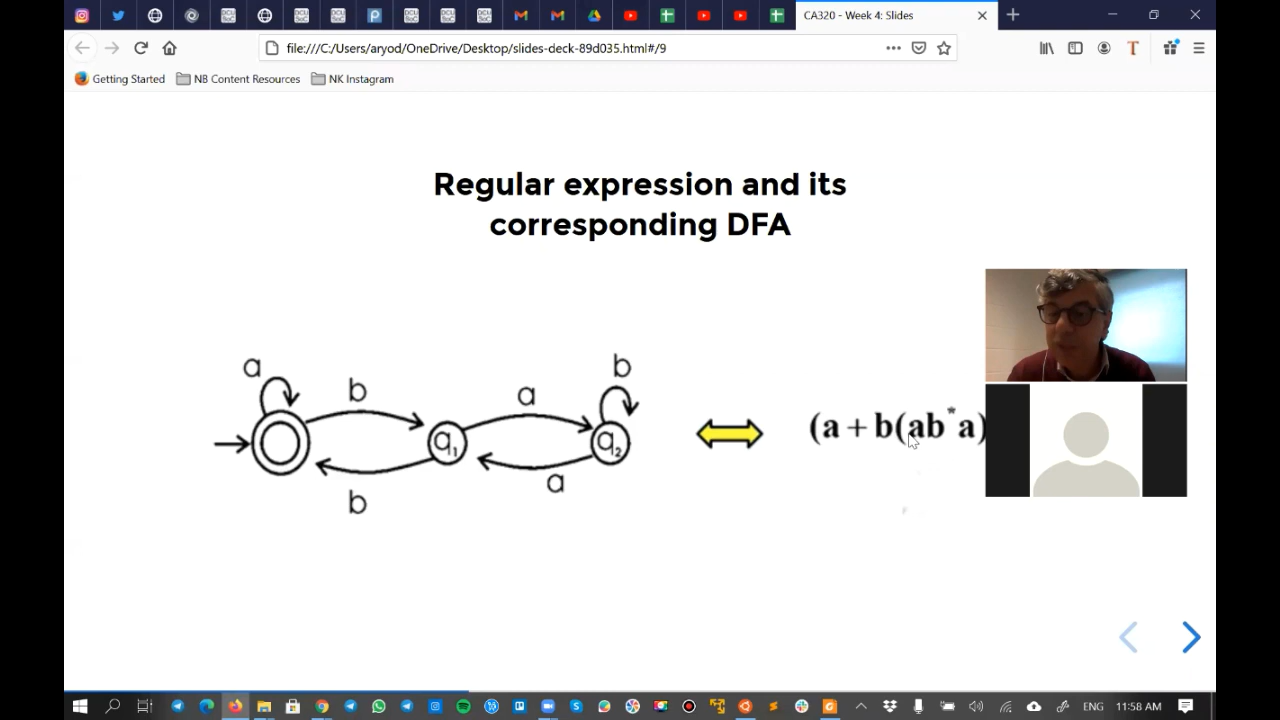 CA320 - Week 4: Slides
file:///C:/Users/aryod/OneDrive/Desktop/slides-deck-89d035.html#/9
Getting Started NB Content Resources NK Instagram
Regular expression and its
corresponding DFA
a b a b
q₁ q₂
b a
(a + b(ab*a)
ENG 11:58 AM